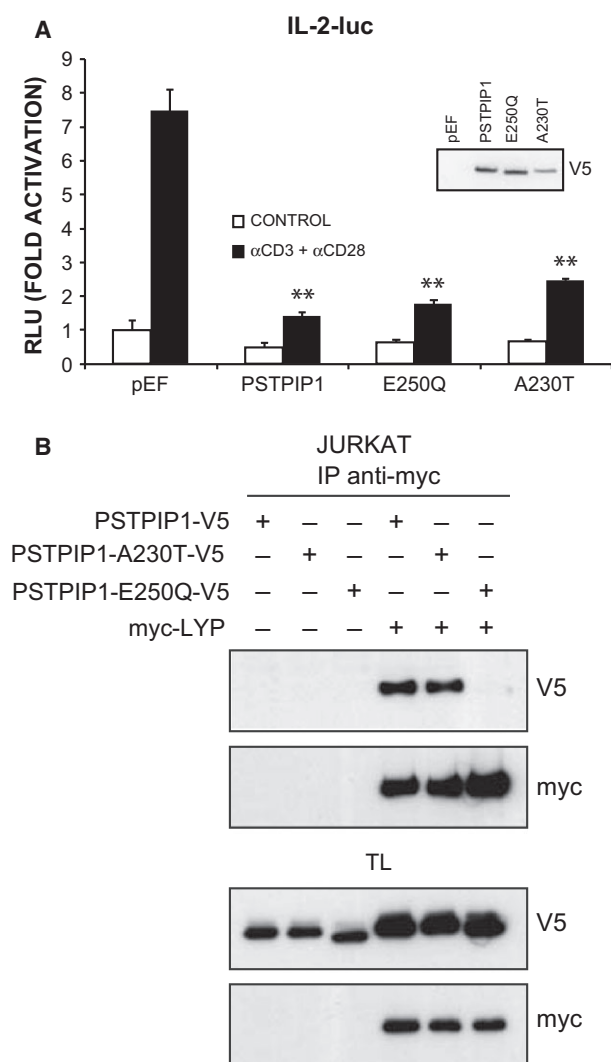 A
IL-2-luc
RLU (FOLD ACTIVATION)
9
8
7
6
5
4
3
2
1
0
pEF
PSTPIP1
E250Q
A230T
V5
CONTROL
αCD3 + αCD28
**
**
**
pEF
PSTPIP1
E250Q
A230T
B
JURKAT
IP anti-myc
PSTPIP1-V5 + – – + – –
PSTPIP1-A230T-V5 – + – – + –
PSTPIP1-E250Q-V5 – – + – – +
myc-LYP – – – + + +
V5
myc
TL
V5
myc